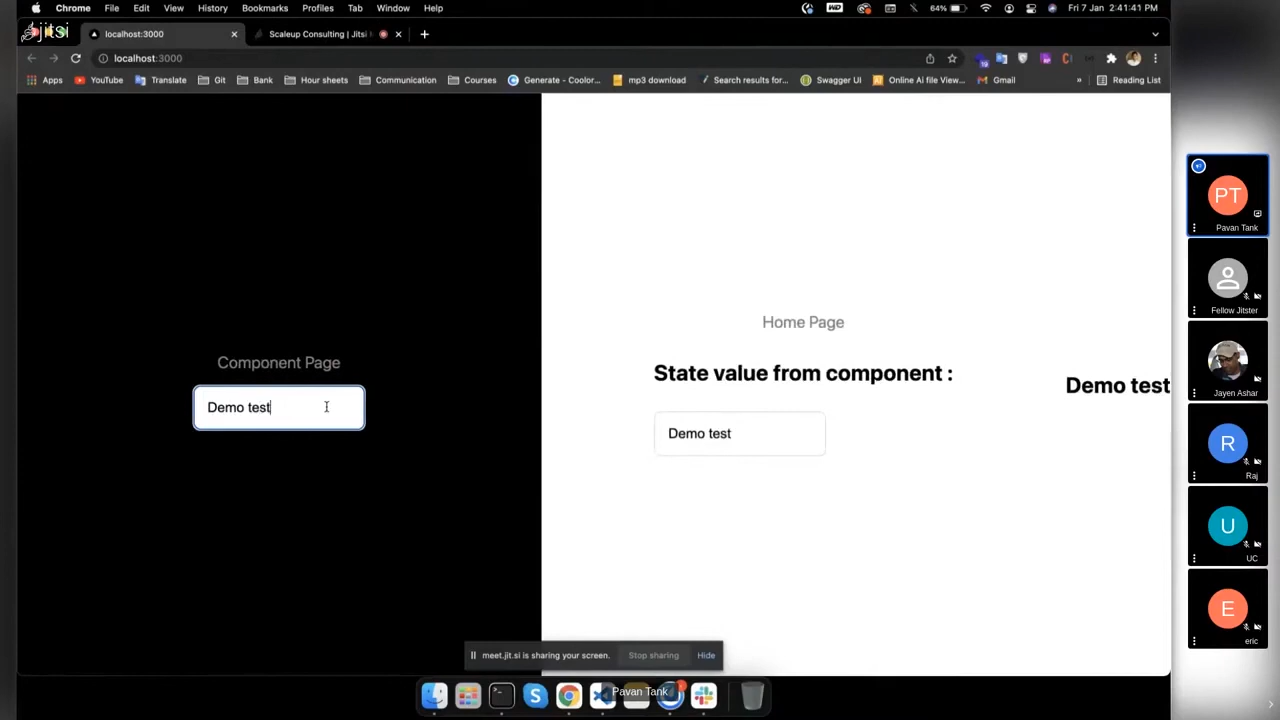 Chrome File Edit View History Bookmarks Profiles Tab Window Help 64% Fri 7 Jan 2:41:41 PM
jitsi
localhost:3000
Scaleup Consulting | Jitsi
localhost:3000
Apps YouTube Translate Git Bank Hour sheets Communication Courses Generate - Coolor... mp3 download Search results for... Swagger UI Online Ai file View... Gmail » Reading List
Component Page
Demo test
Home Page
State value from component :
Demo test
Demo test
meet.jit.si is sharing your screen. Stop sharing Hide
Pavan Tank
PT
Pavan Tank
Fellow Jitster
Jayen Ashar
R
Raj
U
UC
E
eric